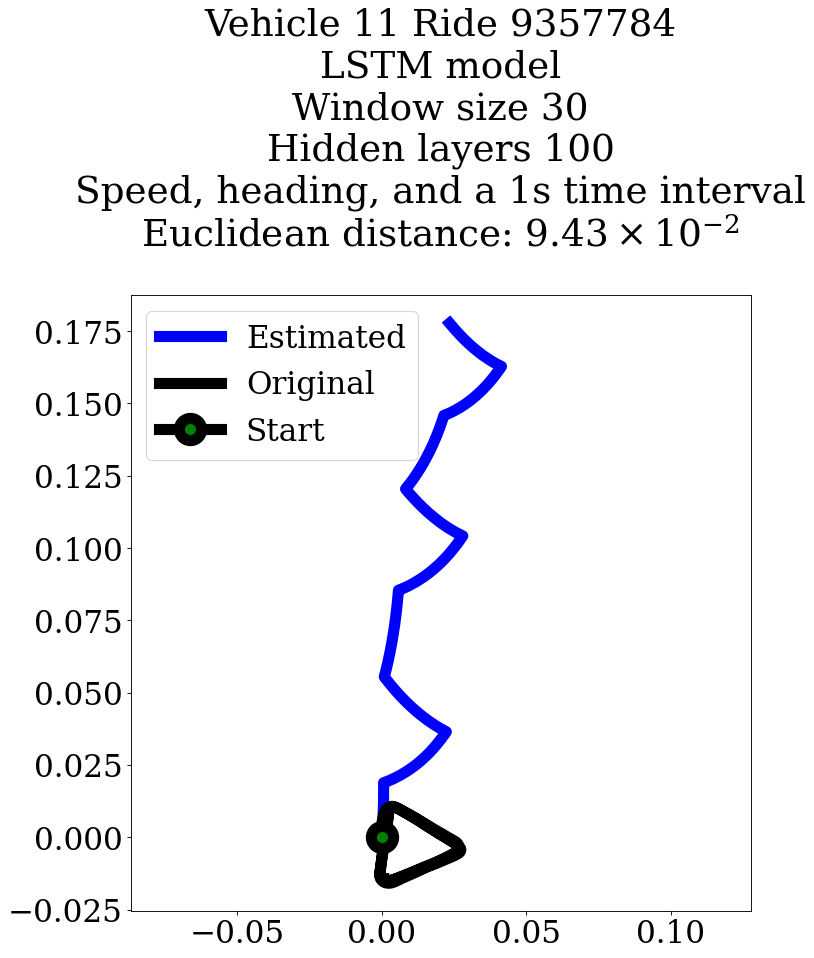 Vehicle 11 Ride 9357784
LSTM model
Window size 30
Hidden layers 100
Speed, heading, and a 1s time interval
Euclidean distance: 9.43 × 10⁻²
Estimated
Original
Start
0.175
0.150
0.125
0.100
0.075
0.050
0.025
0.000
−0.025
−0.05 0.00 0.05 0.10